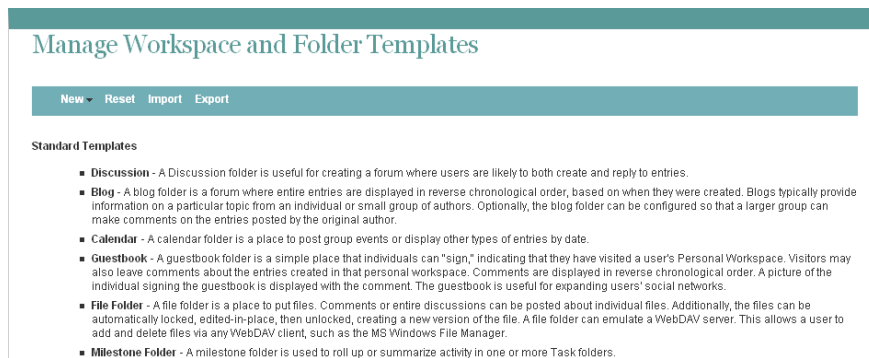 Manage Workspace and Folder Templates
New Reset Import Export
Standard Templates
Discussion - A Discussion folder is useful for creating a forum where users are likely to both create and reply to entries.
Blog - A blog folder is a forum where entire entries are displayed in reverse chronological order, based on when they were created. Blogs typically provide
information on a particular topic from an individual or small group of authors. Optionally, the blog folder can be configured so that a larger group can
make comments on the entries posted by the original author.
Calendar - A calendar folder is a place to post group events or display other types of entries by date.
Guestbook - A guestbook folder is a simple place that individuals can "sign," indicating that they have visited a user's Personal Workspace. Visitors may
also leave comments about the entries created in that personal workspace. Comments are displayed in reverse chronological order. A picture of the
individual signing the guestbook is displayed with the comment. The guestbook is useful for expanding users' social networks.
File Folder - A file folder is a place to put files. Comments or entire discussions can be posted about individual files. Additionally, the files can be
automatically locked, edited-in-place, then unlocked, creating a new version of the file. A file folder can emulate a WebDAV server. This allows a user to
add and delete files via any WebDAV client, such as the MS Windows File Manager.
Milestone Folder - A milestone folder is used to roll up or summarize activity in one or more Task folders.